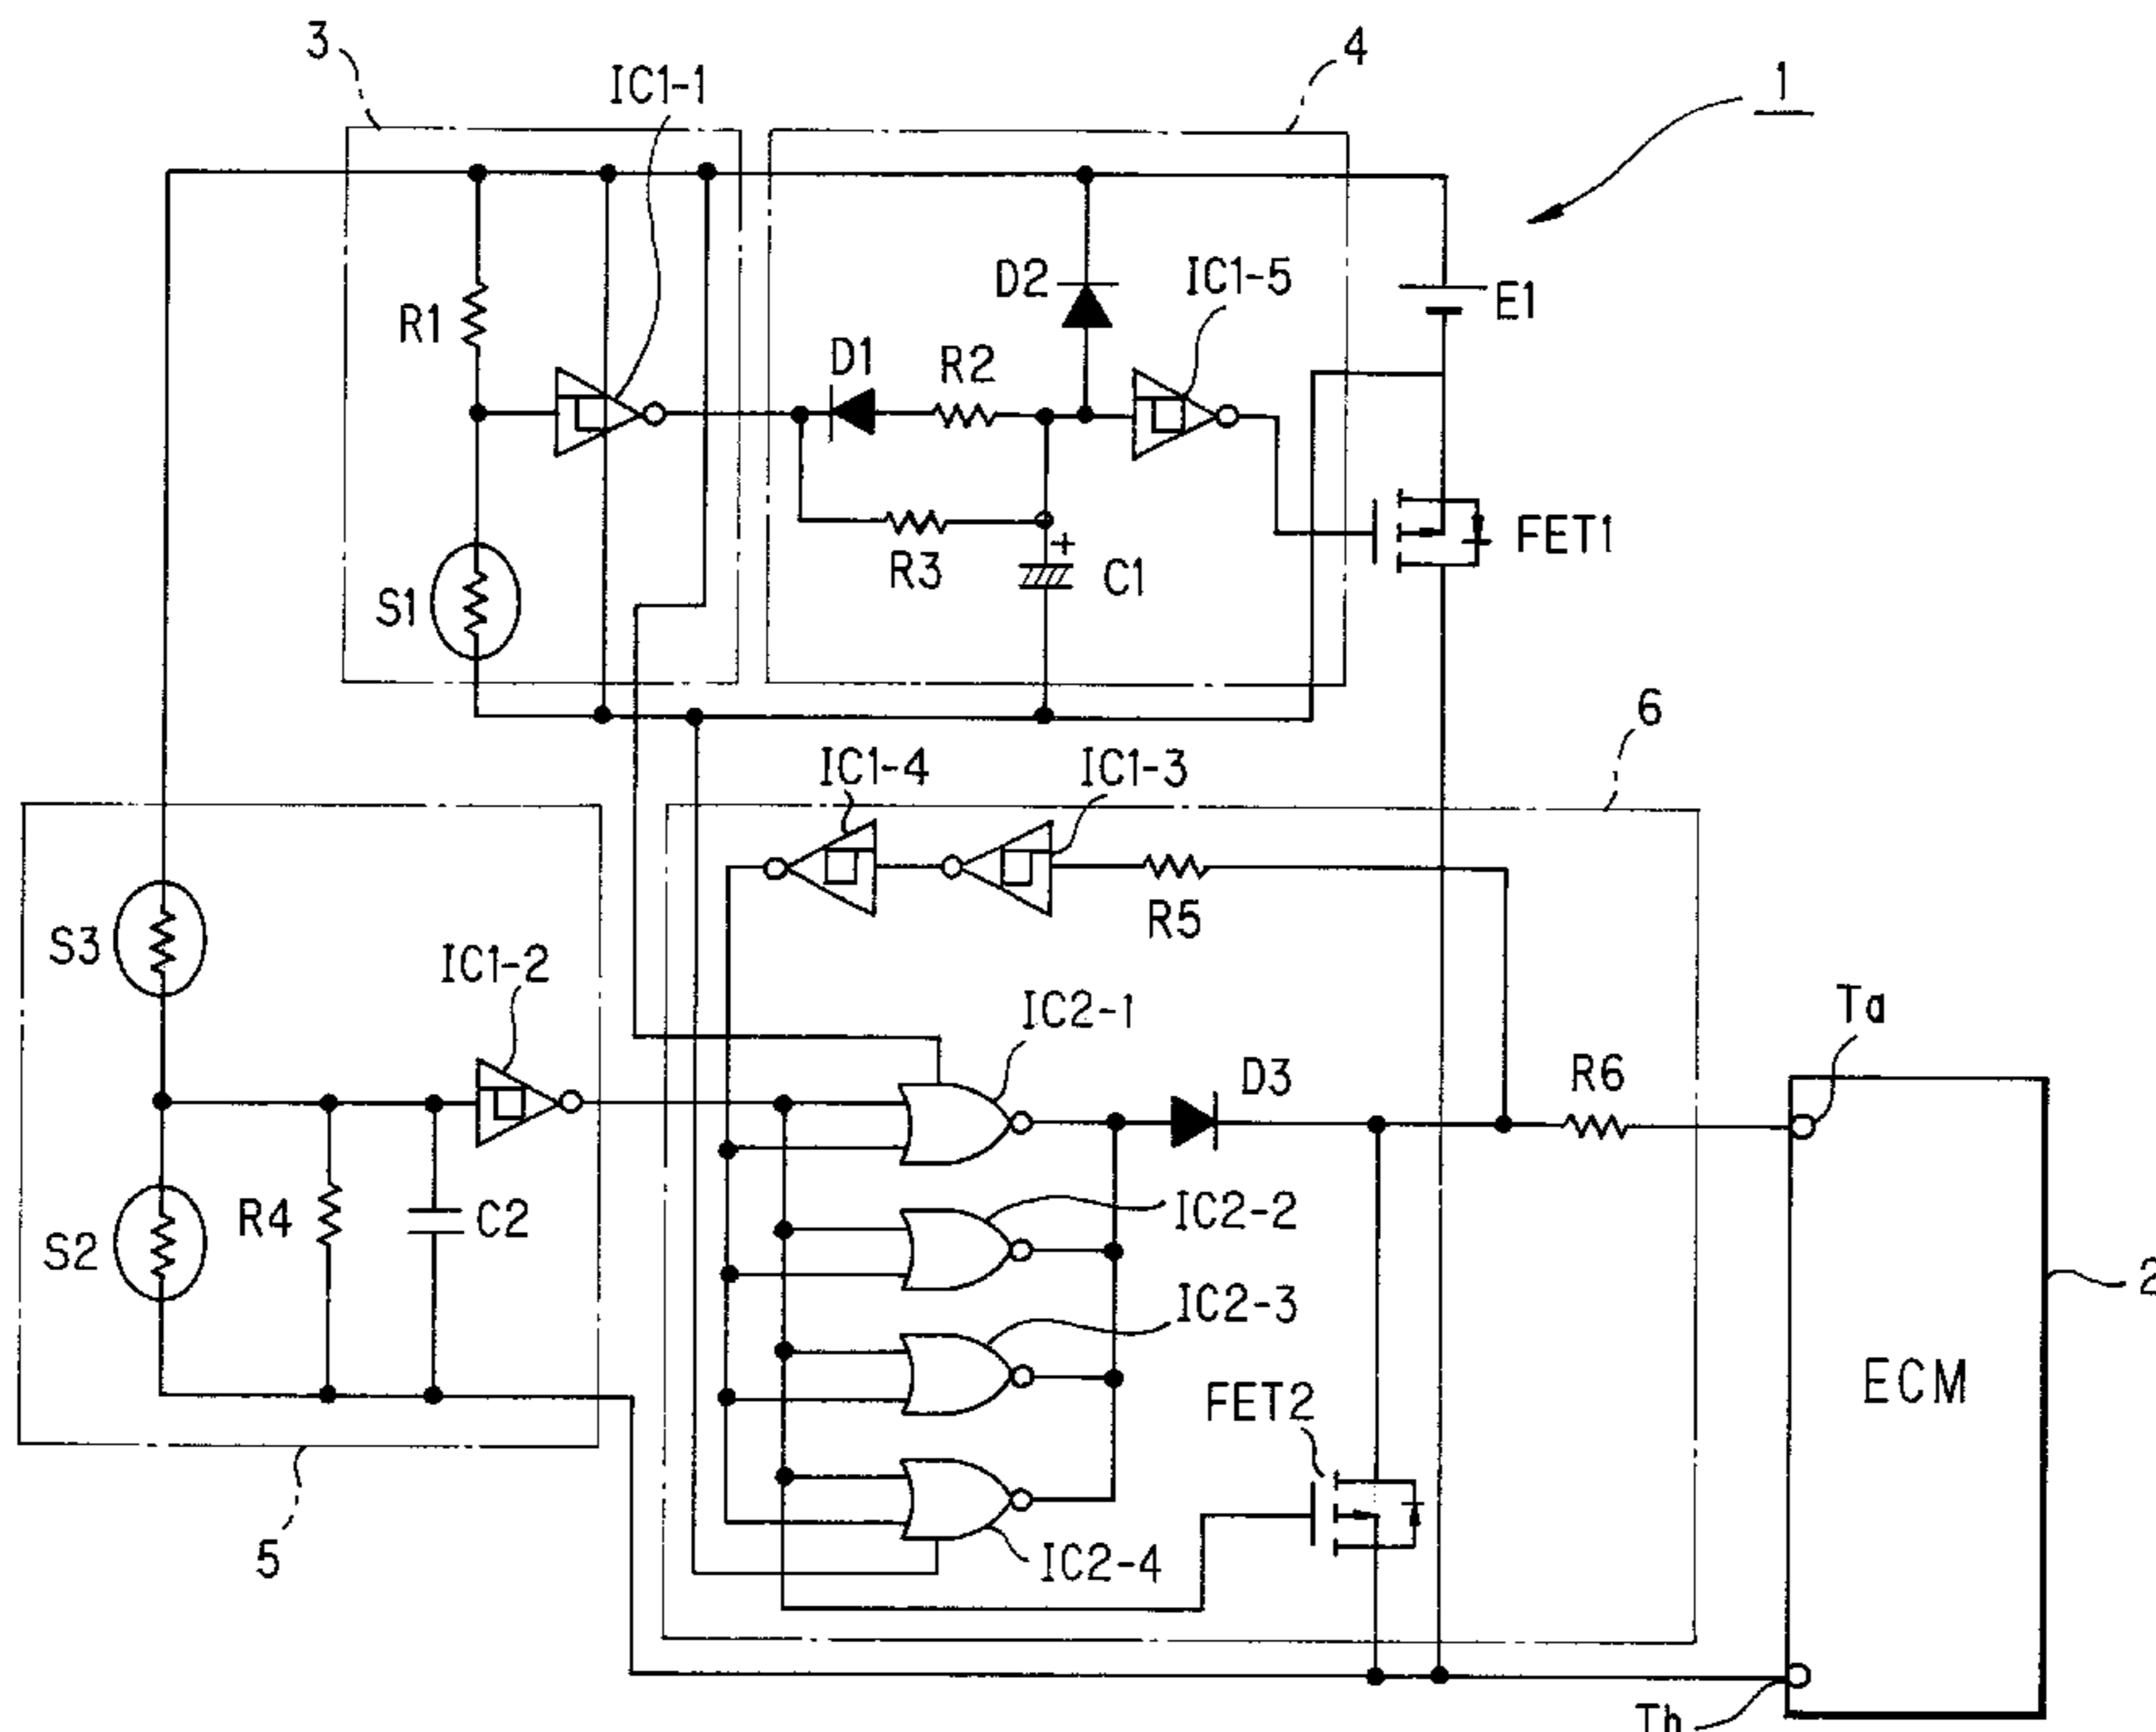 3
4
1
IC1-1
D2
IC1-5
E1
R1
D1
R2
FET1
R3
C1
S1
6
IC1-4
IC1-3
R5
S3
IC1-2
IC2-1
Ta
D3
R6
R4
C2
IC2-2
S2
2
IC2-3
FET2
ECM
5
IC2-4